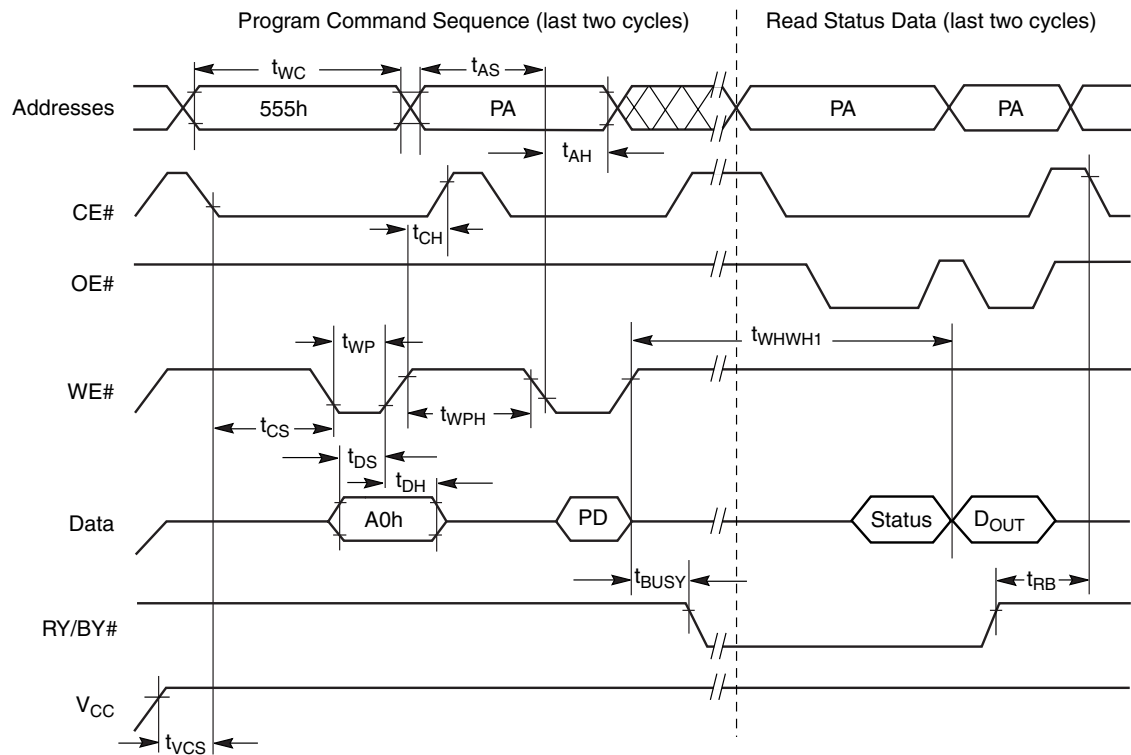 Program Command Sequence (last two cycles)
Read Status Data (last two cycles)
tWC
tAS
Addresses
555h
PA
PA
PA
tAH
CE#
tCH
OE#
tWHWH1
tWP
WE#
tWPH
tCS
tDS
tDH
Data
A0h
PD
Status
DOUT
tBUSY
tRB
RY/BY#
VCC
tVCS